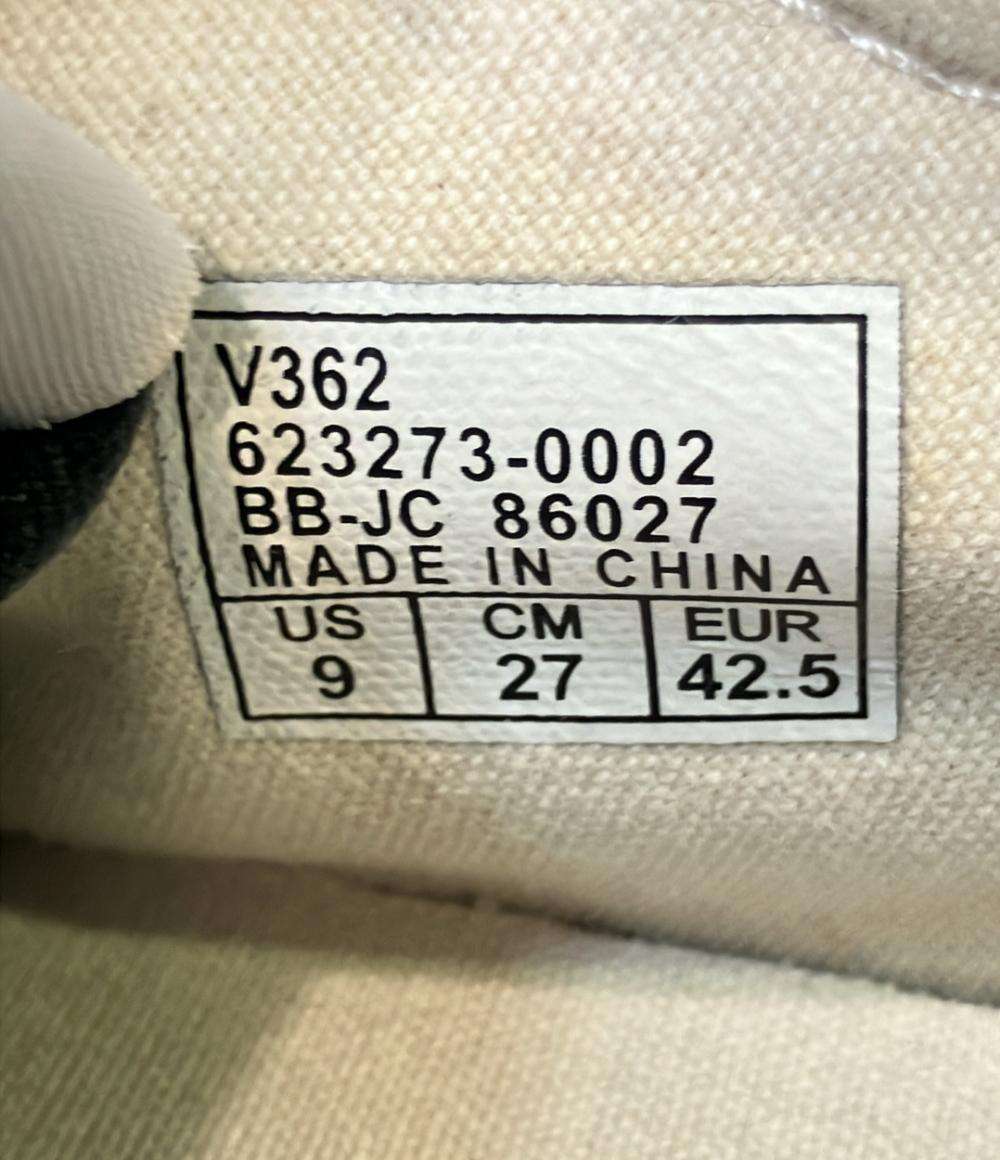 V362
623273-0002
BB-JC 86027
MADE IN CHINA
US CM EUR
9 27 42.5